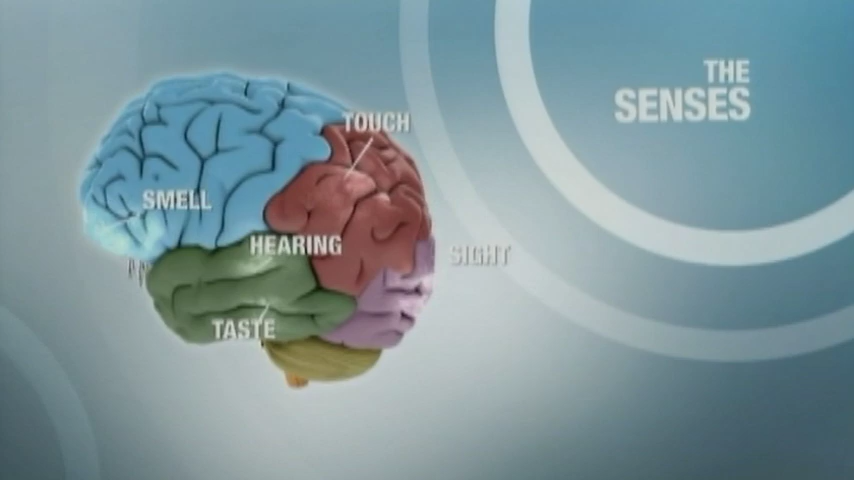 THE
SENSES
TOUCH
SMELL
HEARING
SIGHT
TASTE